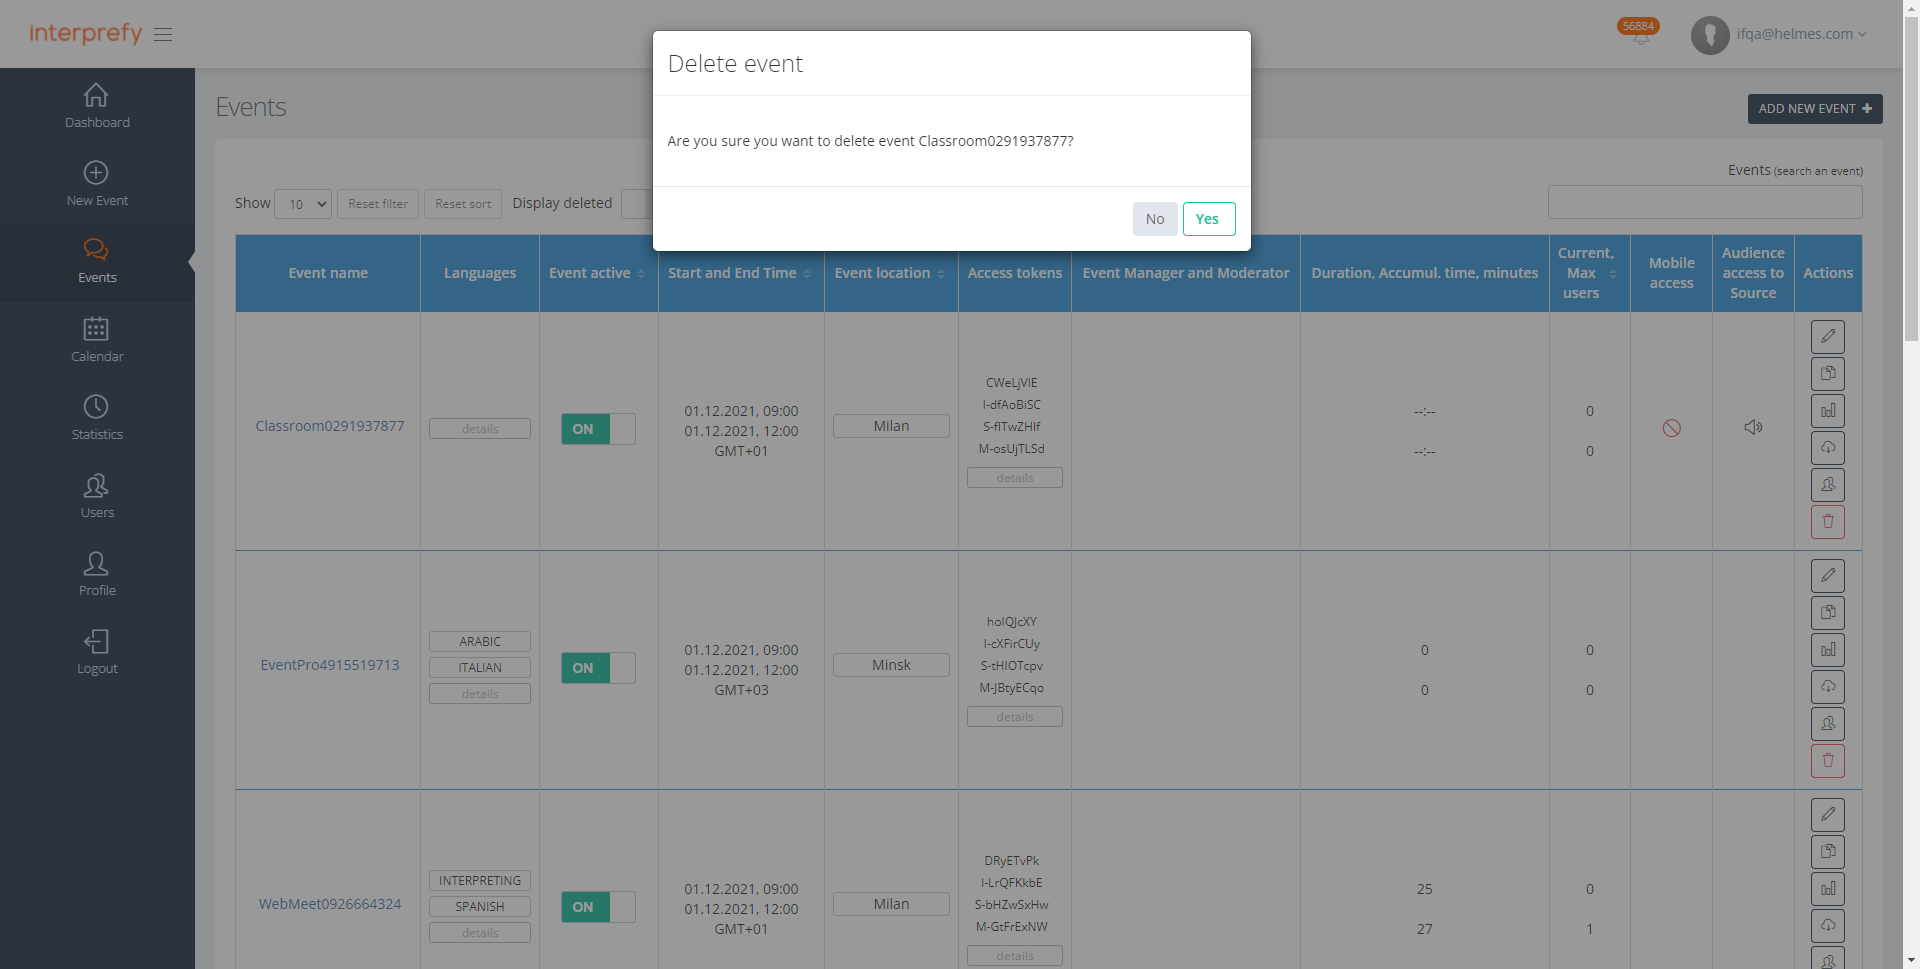 interprefy
56884
ifqa@helmes.com
Dashboard
New Event
Events
Calendar
Statistics
Users
Profile
Logout
Delete event
Are you sure you want to delete event Classroom0291937877?
No
Yes
Events
ADD NEW EVENT
Show
10
Reset filter
Reset sort
Display deleted
Events (search an event)
Event name
Languages
Event active
Start and End Time
Event location
Access tokens
Event Manager and Moderator
Duration, Accumul. time, minutes
Current,
Max
users
Mobile
access
Audience
access to
Source
Actions
Classroom0291937877
details
ON
01.12.2021, 09:00
01.12.2021, 12:00
GMT+01
Milan
CWeLjVIE
I-dfAoBiSC
S-fITwZHIf
M-osUjTLSd
details
--:--
--:--
0
0
EventPro4915519713
ARABIC
ITALIAN
details
ON
01.12.2021, 09:00
01.12.2021, 12:00
GMT+03
Minsk
hoIQJcXY
I-cXFirCUy
S-tHIOTcpv
M-JBtyECqo
details
0
0
0
0
WebMeet0926664324
INTERPRETING
SPANISH
details
ON
01.12.2021, 09:00
01.12.2021, 12:00
GMT+01
Milan
DRyETvPk
I-LrQFKkbE
S-bHZwSxHw
M-GtFrExNW
details
25
27
0
1